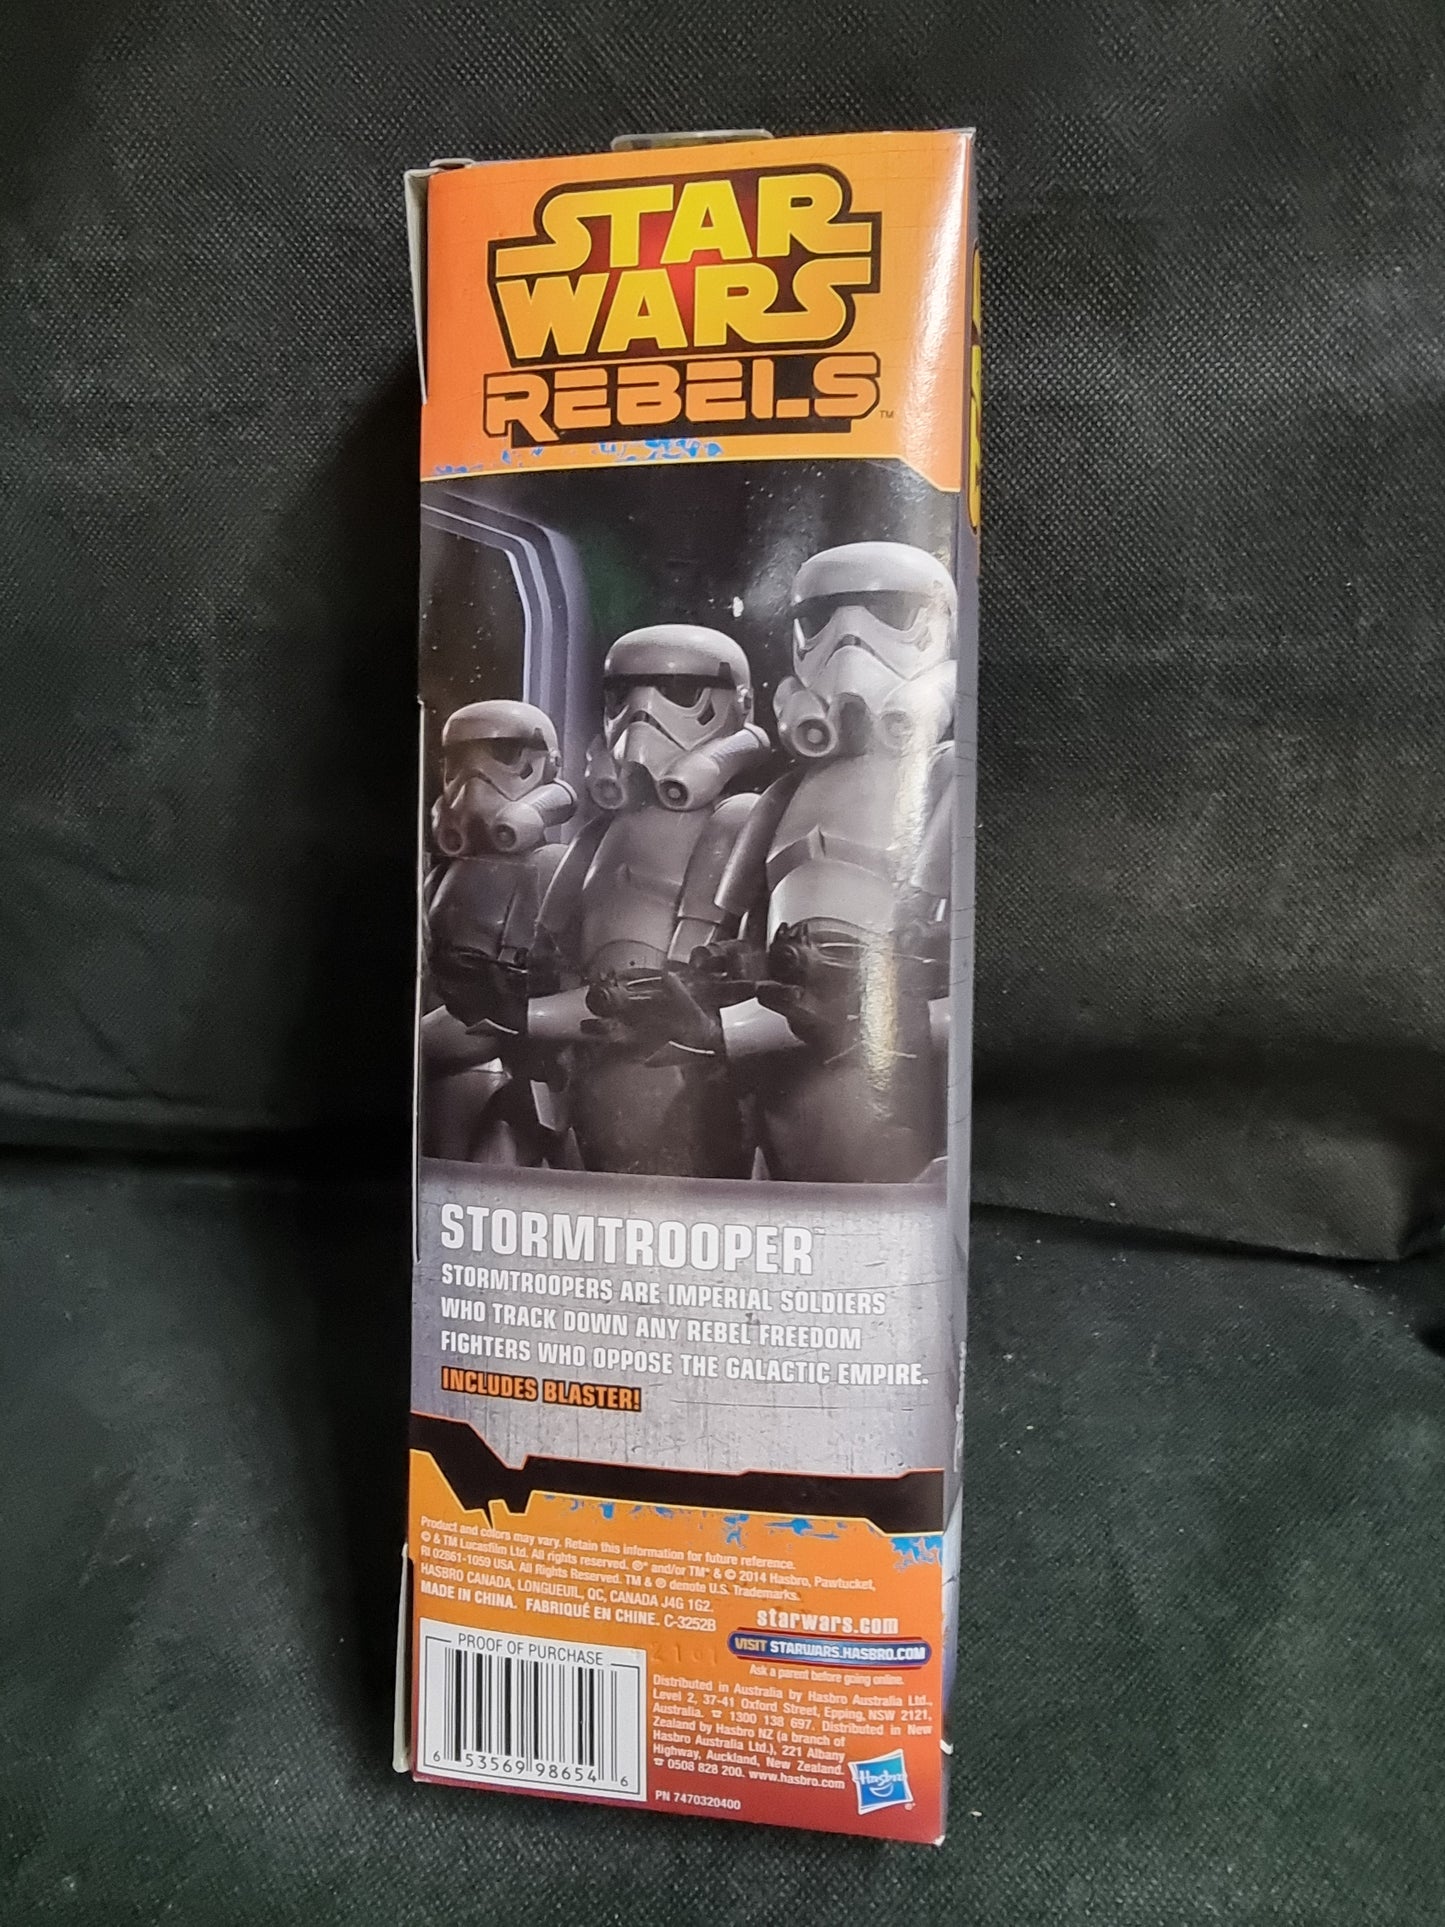 STAR
WARS
REBELS™
STORMTROOPER™
STORMTROOPERS ARE IMPERIAL SOLDIERS
WHO TRACK DOWN ANY REBEL FREEDOM
FIGHTERS WHO OPPOSE THE GALACTIC EMPIRE.
INCLUDES BLASTER!
Product and colors may vary. Retain this information for future reference.
© & TM Lucasfilm Ltd. All rights reserved. ®* and/or TM* & © 2014 Hasbro, Pawtucket,
RI 02861-1059 USA. All Rights Reserved. TM & ® denote U.S. Trademarks.
HASBRO CANADA, LONGUEUIL, QC, CANADA J4G 1G2.
MADE IN CHINA. FABRIQUÉ EN CHINE. C-3252B
starwars.com
VISIT STARWARS.HASBRO.COM
Ask a parent before going online.
PROOF OF PURCHASE
6 53569 98654 6
Distributed in Australia by Hasbro Australia Ltd.,
Level 2, 37-41 Oxford Street, Epping, NSW 2121,
Australia. ☎ 1300 138 697. Distributed in New
Zealand by Hasbro NZ (a branch of
Hasbro Australia Ltd.), 221 Albany
Highway, Auckland, New Zealand.
☎ 0508 828 200. www.hasbro.com
PN 7470320400
Hasbro